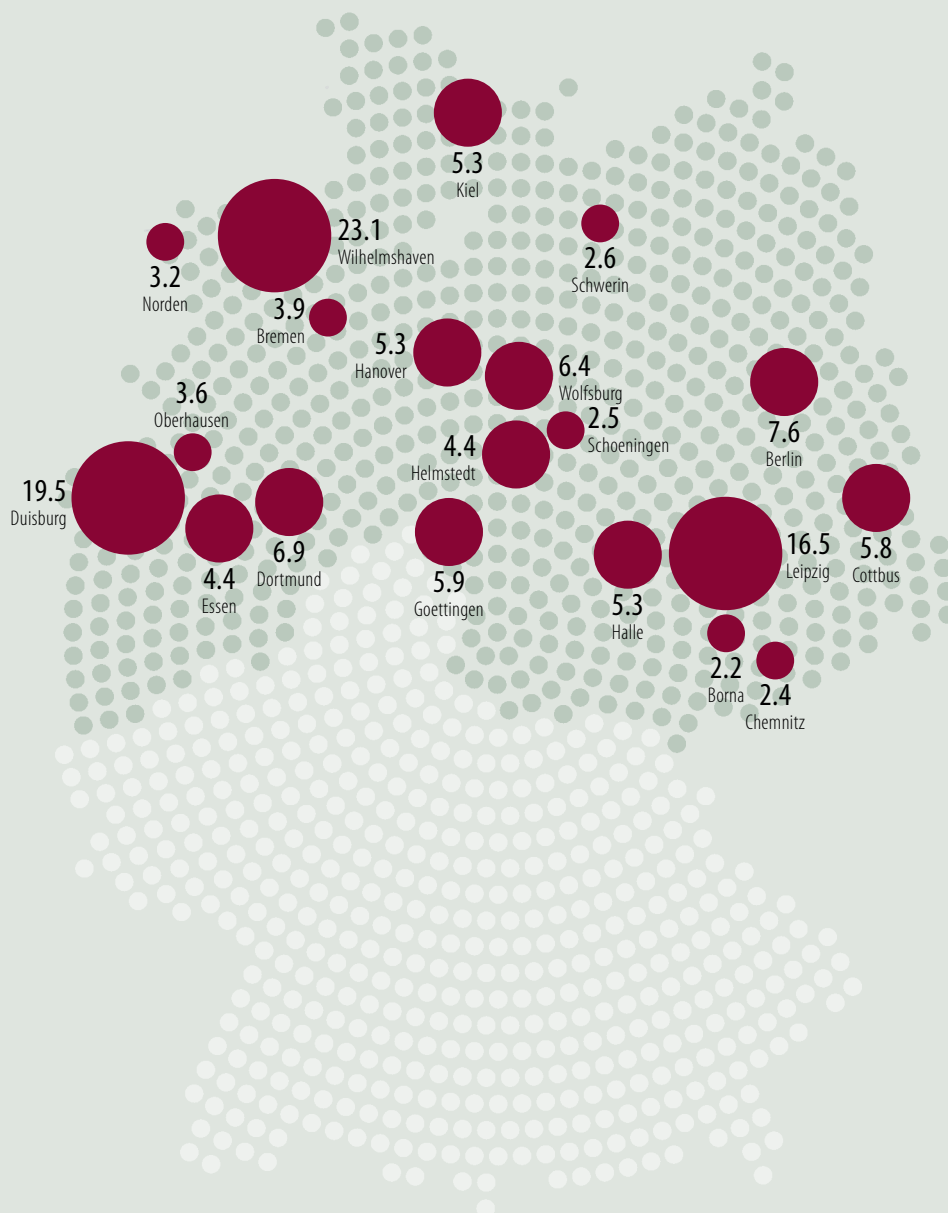 5.3
Kiel
23.1
Wilhelmshaven
3.2
Norden
2.6
Schwerin
3.9
Bremen
5.3
Hanover
6.4
Wolfsburg
3.6
Oberhausen
2.5
Schoeningen
7.6
Berlin
4.4
Helmstedt
19.5
Duisburg
6.9
Dortmund
4.4
Essen
5.9
Goettingen
5.3
Halle
16.5
Leipzig
5.8
Cottbus
2.2
Borna
2.4
Chemnitz